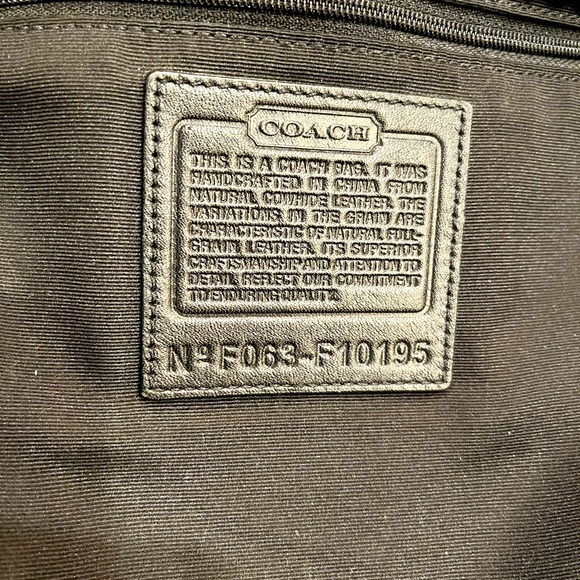 COACH
THIS IS A COACH BAG. IT WAS
HANDCRAFTED IN CHINA FROM
NATURAL COWHIDE LEATHER. THE
VARIATIONS IN THE GRAIN ARE
CHARACTERISTIC OF NATURAL FULL-
GRAIN LEATHER. ITS SUPERIOR
CRAFTSMANSHIP AND ATTENTION TO
DETAIL REFLECT OUR COMMITMENT
TO ENDURING QUALITY.
Nº F063-F10195